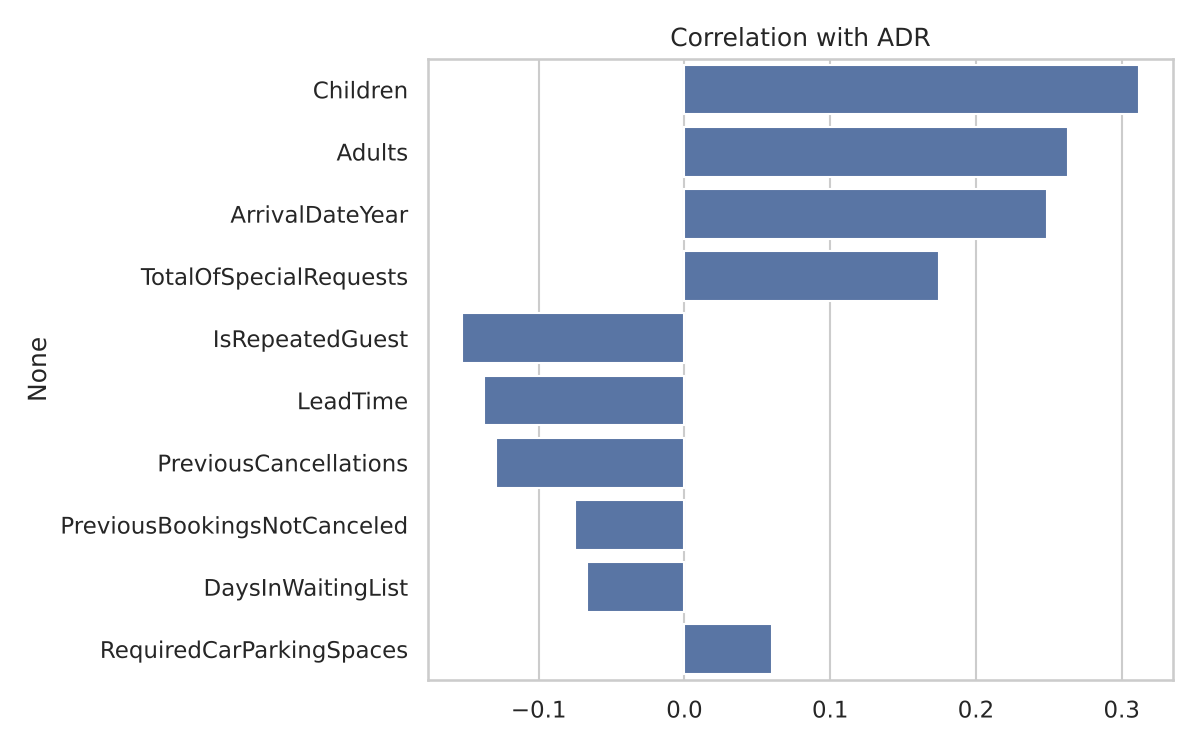 Correlation with ADR
Children
Adults
ArrivalDateYear
TotalOfSpecialRequests
IsRepeatedGuest
LeadTime
PreviousCancellations
PreviousBookingsNotCanceled
DaysInWaitingList
RequiredCarParkingSpaces
None
−0.1 0.0 0.1 0.2 0.3